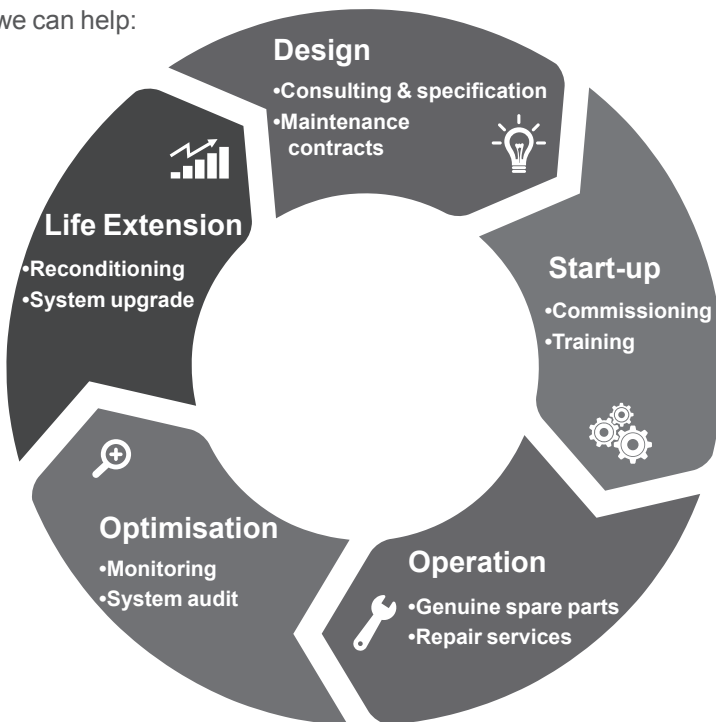 we can help:
Design
•Consulting & specification
•Maintenance
contracts
Start-up
•Commissioning
•Training
Operation
•Genuine spare parts
•Repair services
Optimisation
•Monitoring
•System audit
Life Extension
•Reconditioning
•System upgrade